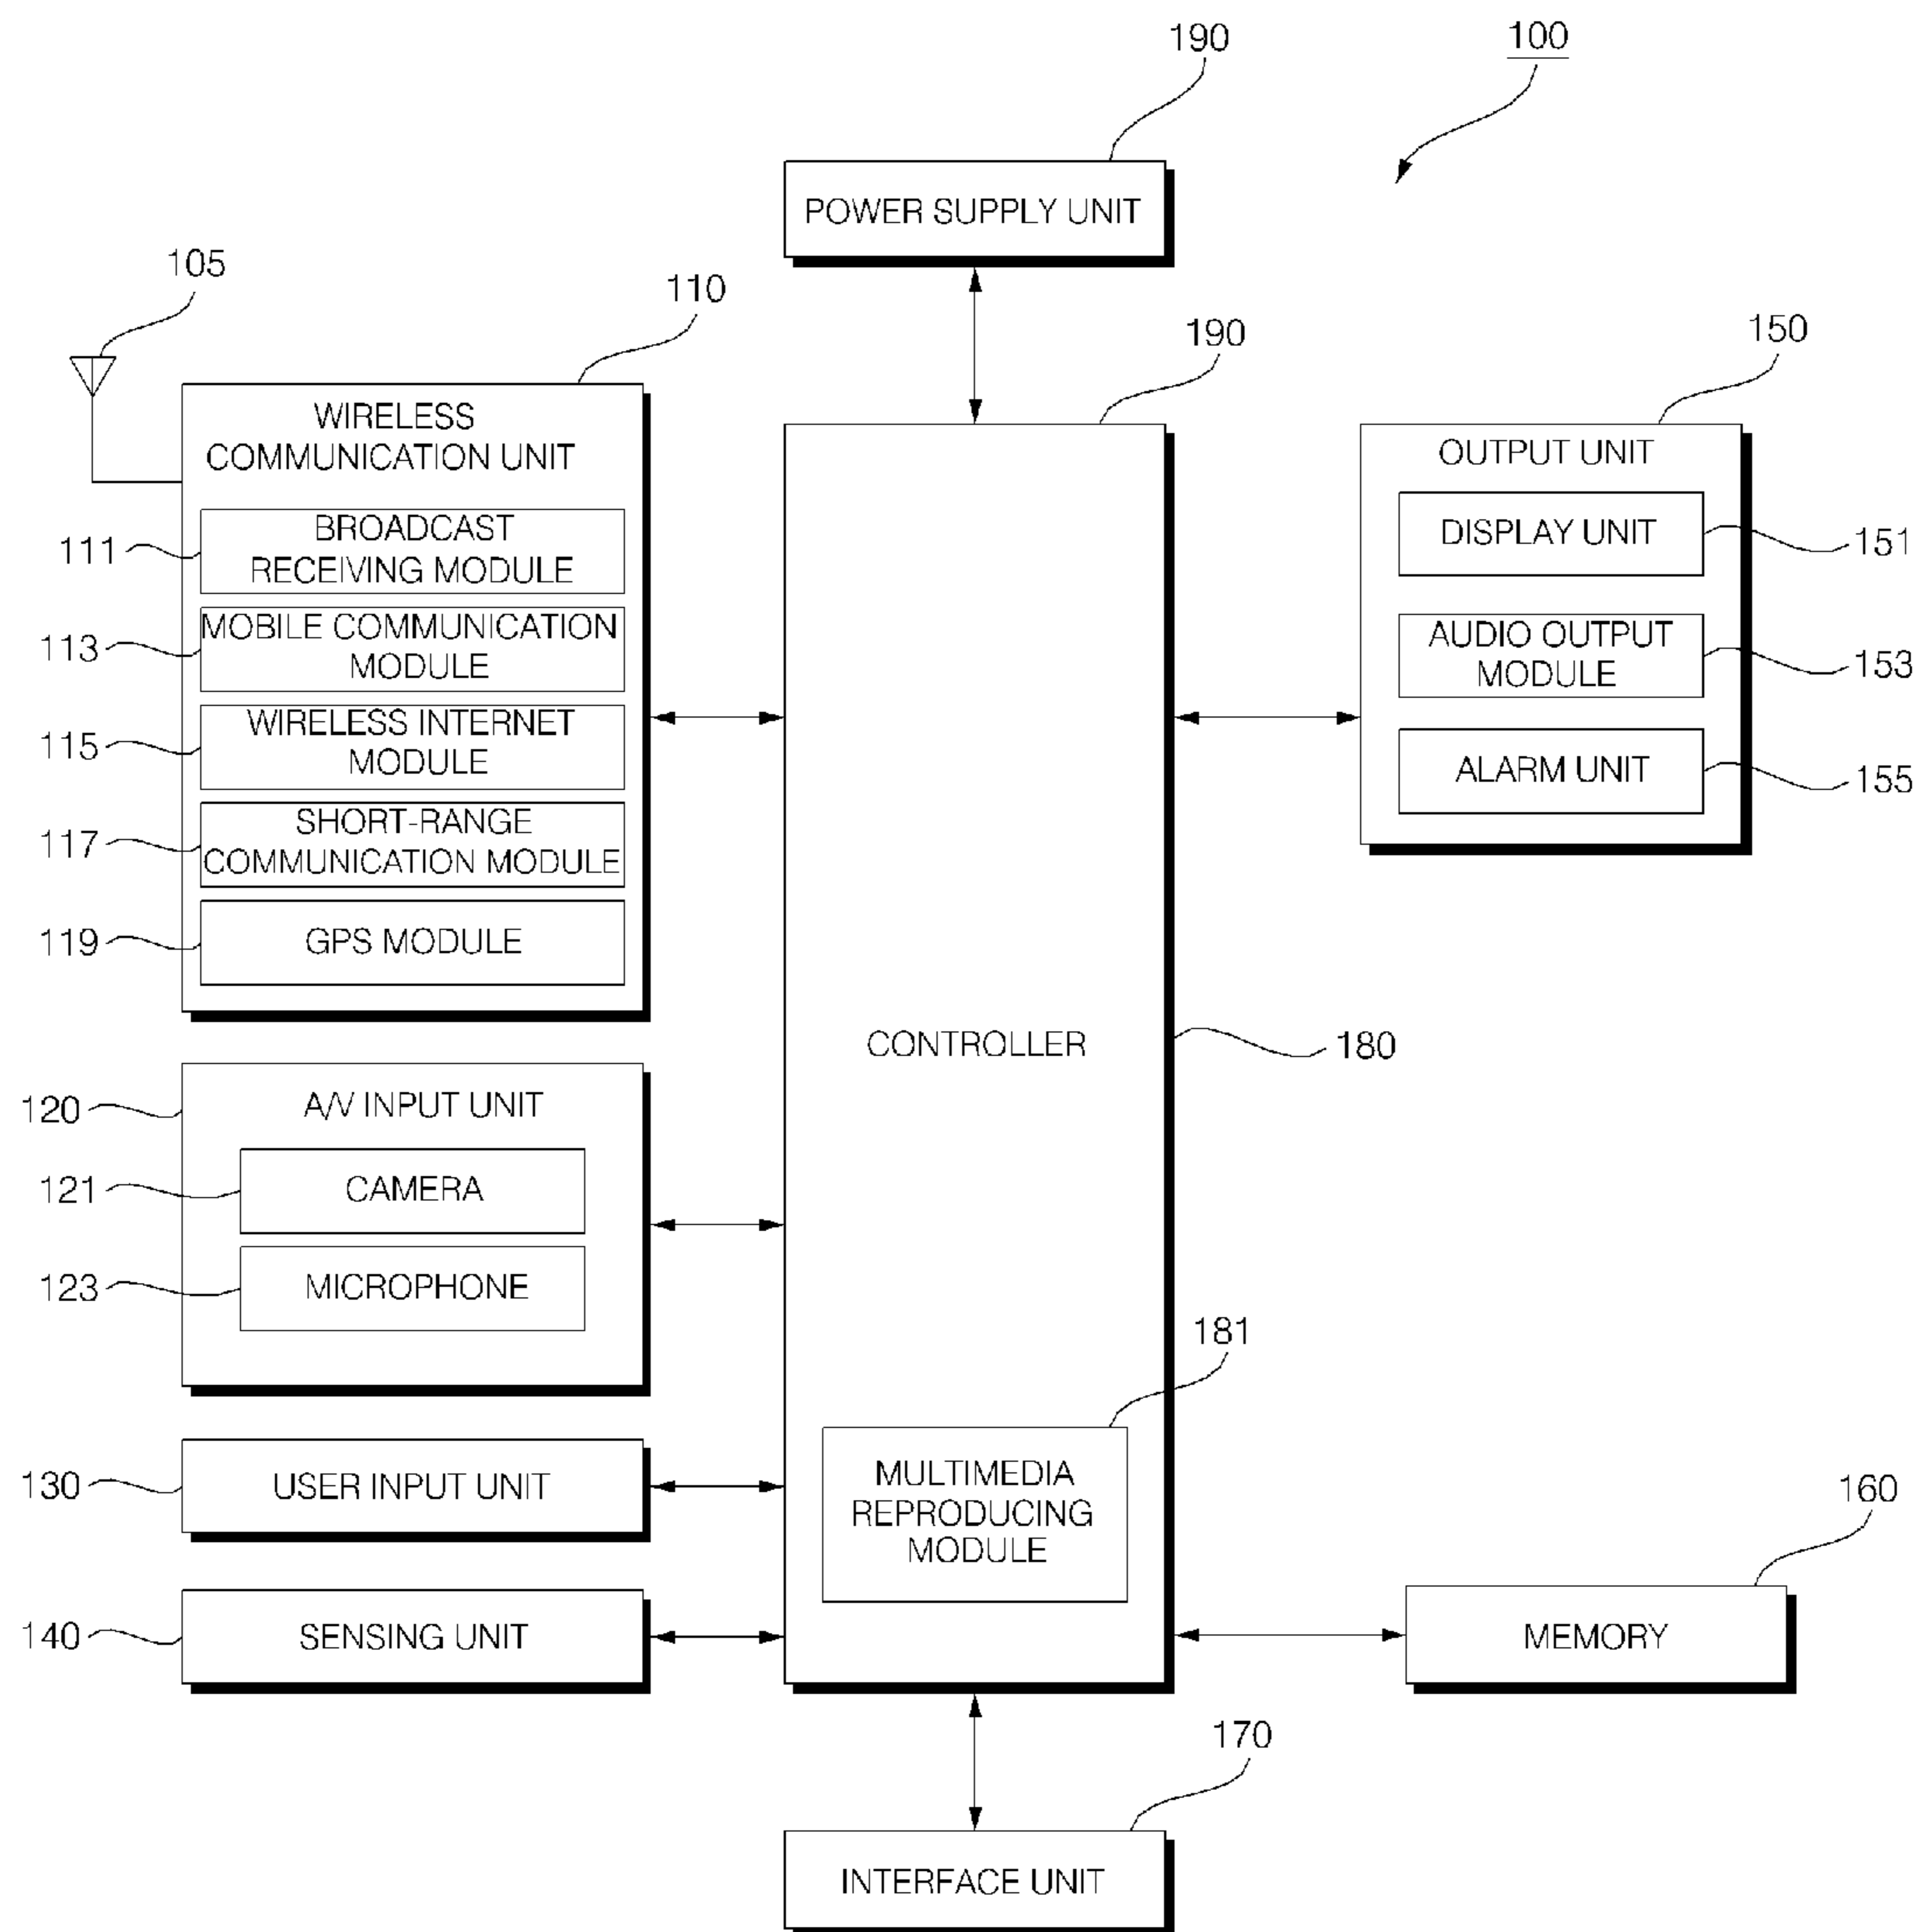 190
100
POWER SUPPLY UNIT
105
110
190
150
WIRELESS
COMMUNICATION UNIT
OUTPUT UNIT
BROADCAST
RECEIVING MODULE
111
DISPLAY UNIT
151
MOBILE COMMUNICATION
MODULE
113
AUDIO OUTPUT
MODULE
153
WIRELESS INTERNET
MODULE
115
ALARM UNIT
155
SHORT-RANGE
COMMUNICATION MODULE
117
119
GPS MODULE
CONTROLLER
180
120
A/V INPUT UNIT
121
CAMERA
123
MICROPHONE
181
MULTIMEDIA
REPRODUCING
MODULE
130
USER INPUT UNIT
160
140
SENSING UNIT
MEMORY
170
INTERFACE UNIT